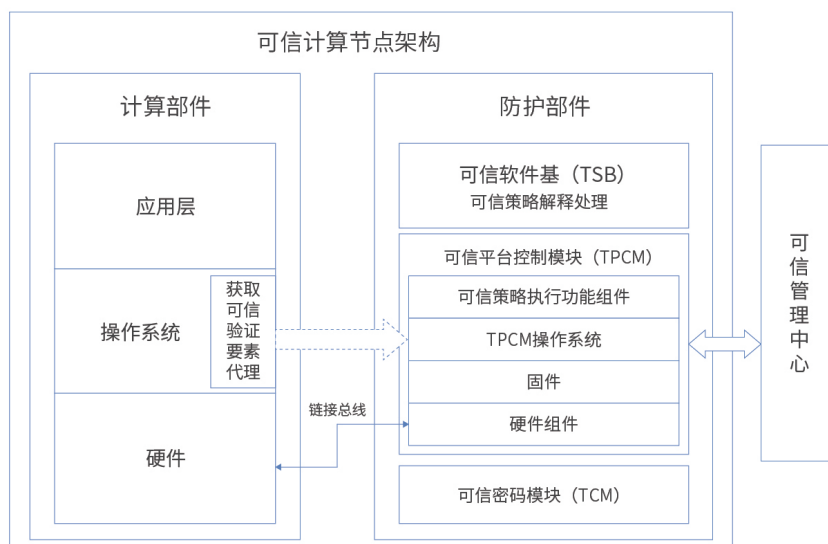 可信计算节点架构
计算部件
应用层
操作系统
获取
可信
验证
要素
代理
硬件
链接总线
防护部件
可信软件基（TSB）
可信策略解释处理
可信平台控制模块（TPCM）
可信策略执行功能组件
TPCM操作系统
固件
硬件组件
可信密码模块（TCM）
可
信
管
理
中
心